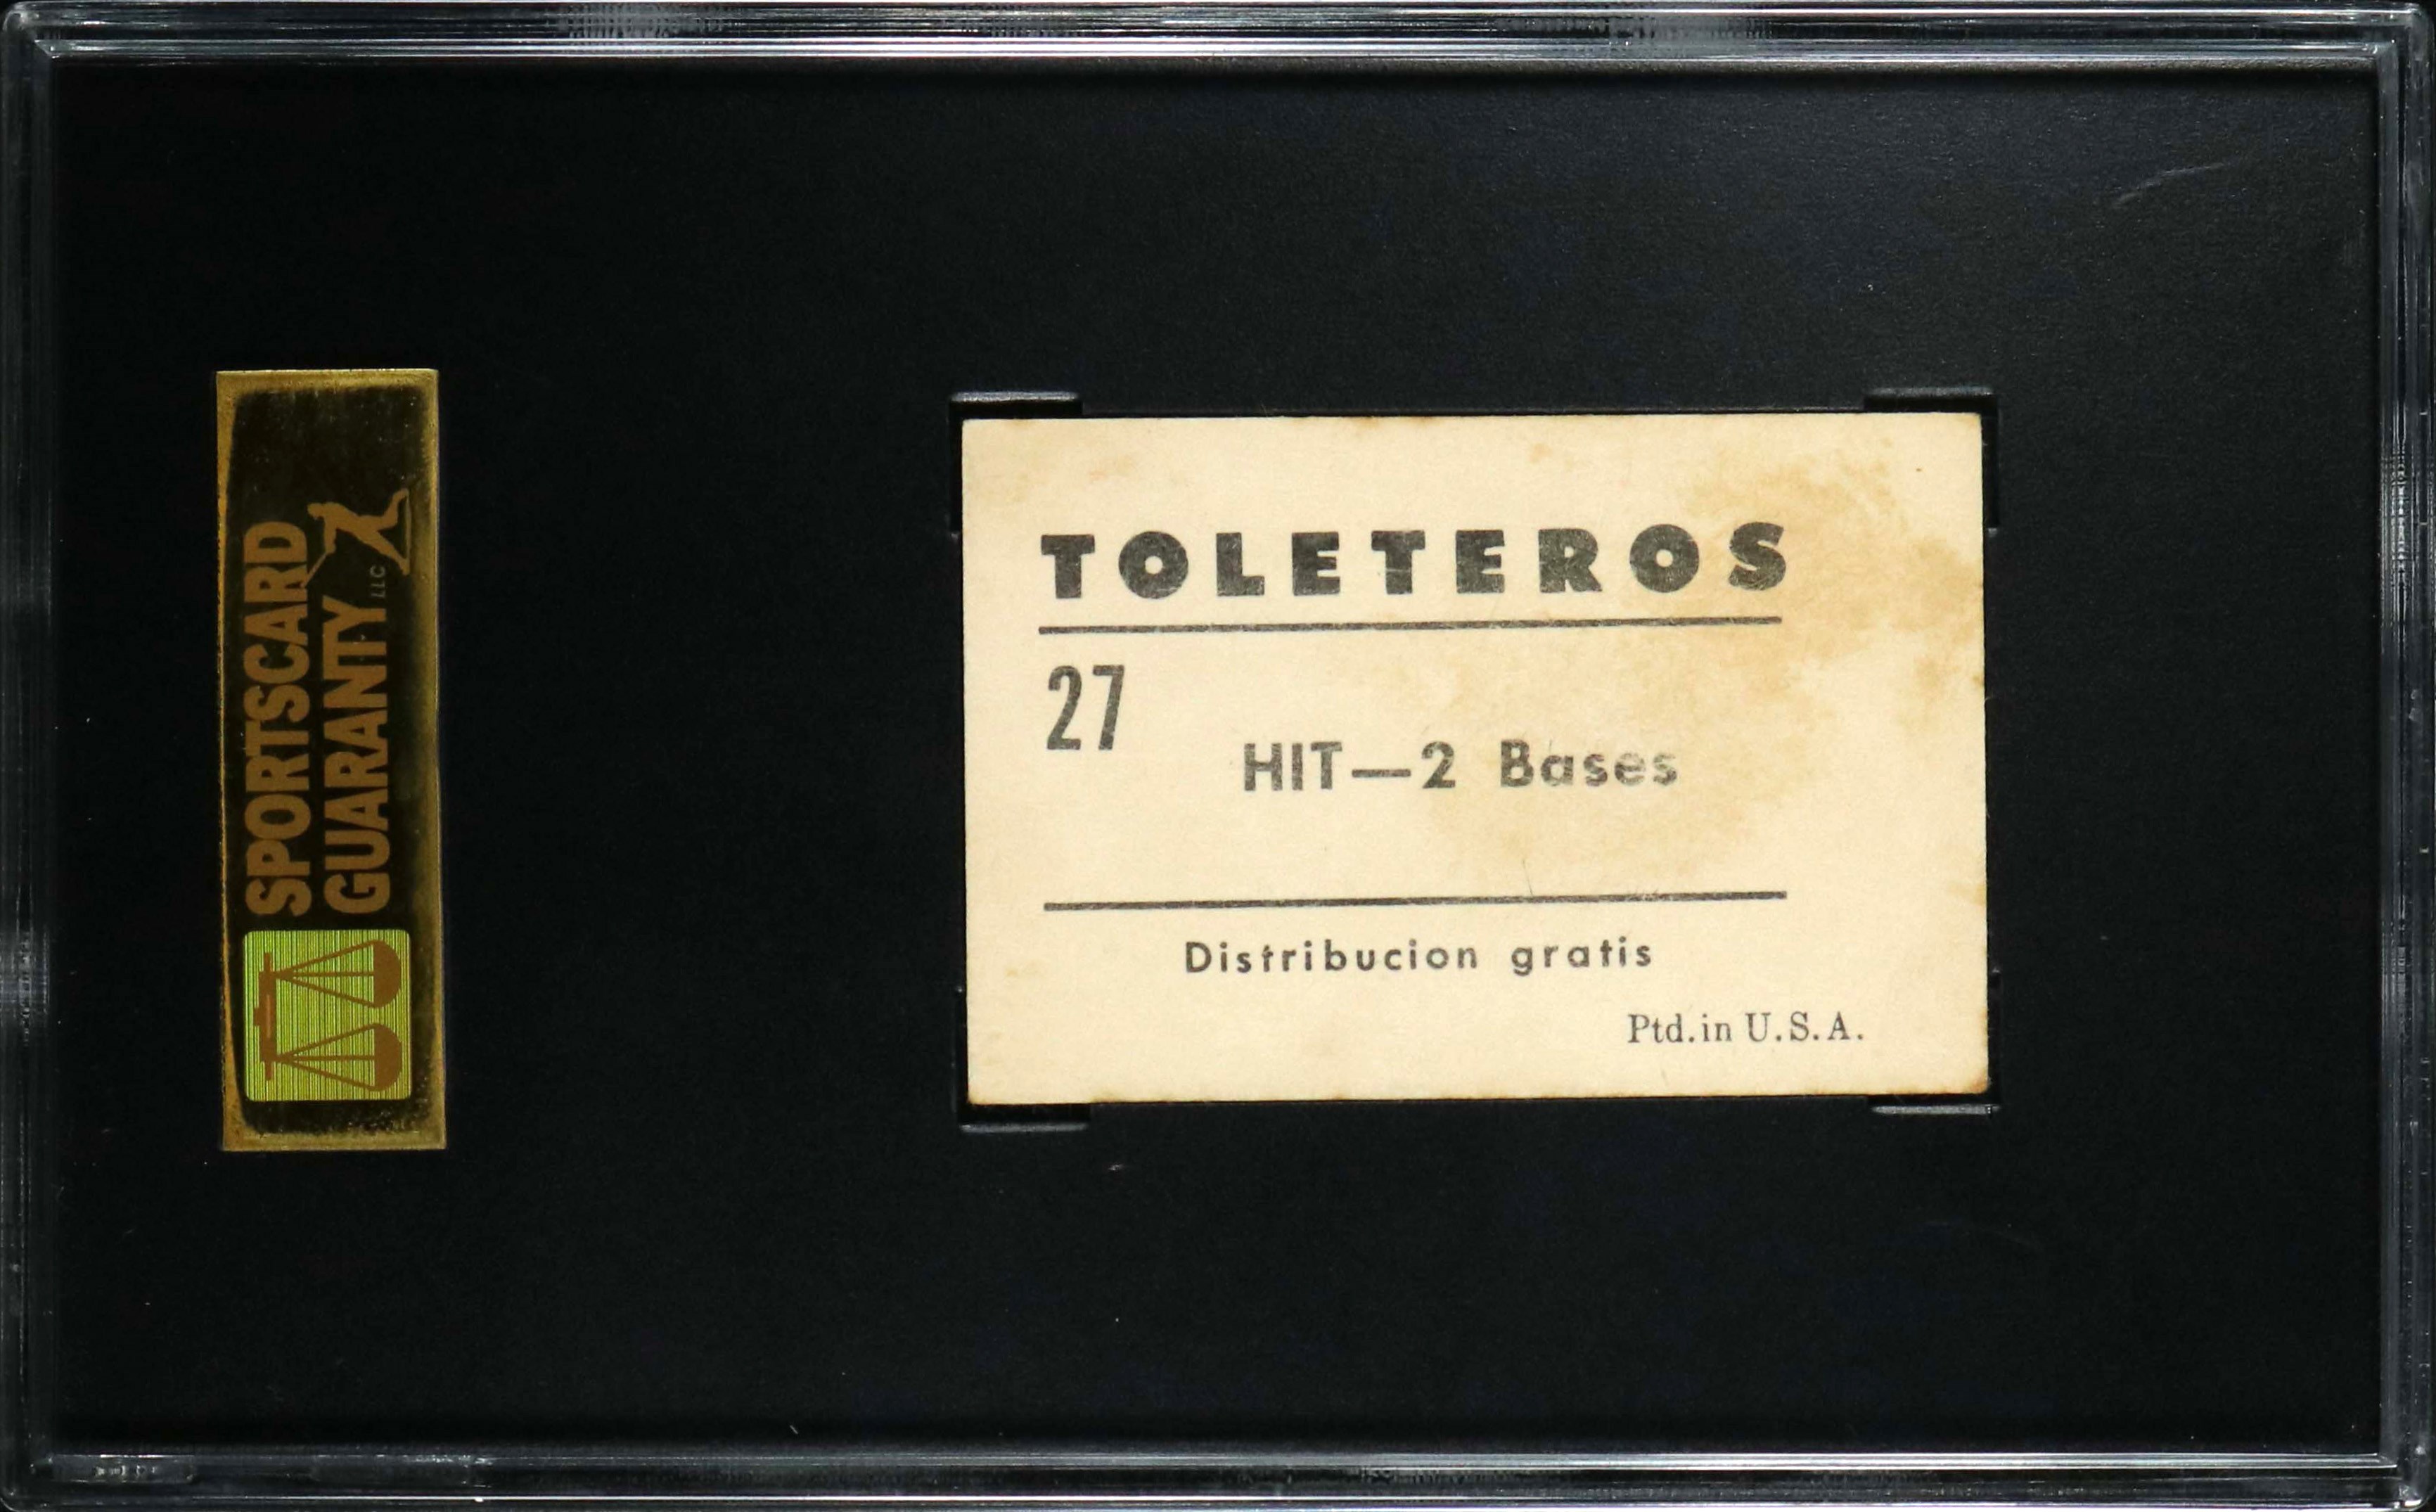 SPORTSCARD
GUARANTY LLC
TOLETEROS
27
HIT—2 Bases
Distribucion gratis
Ptd. in U.S.A.